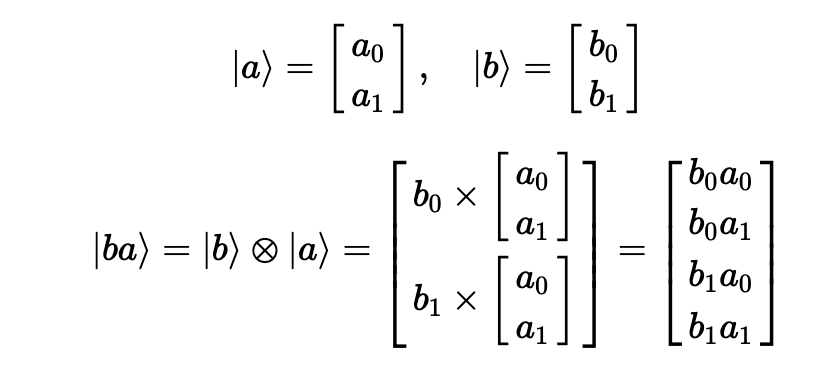 |a⟩ = [a₀ a₁], |b⟩ = [b₀ b₁]
|ba⟩ = |b⟩ ⊗ |a⟩ = [b₀ × [a₀ a₁] b₁ × [a₀ a₁]] = [b₀a₀ b₀a₁ b₁a₀ b₁a₁]